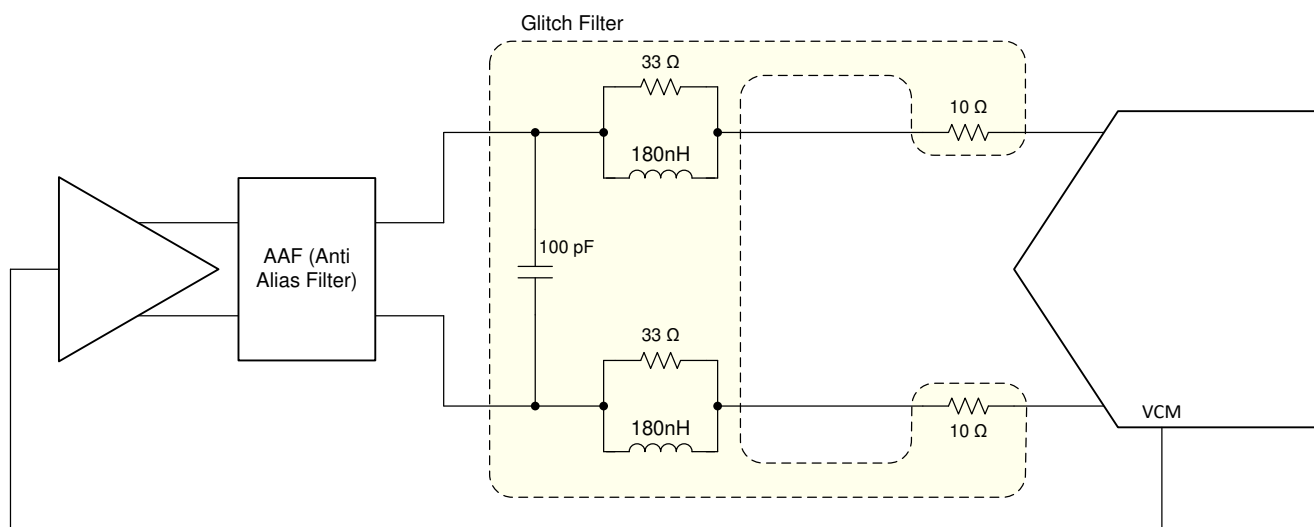 Glitch Filter
33 Ω
10 Ω
180nH
AAF (Anti
Alias Filter)
100 pF
33 Ω
180nH
10 Ω
VCM